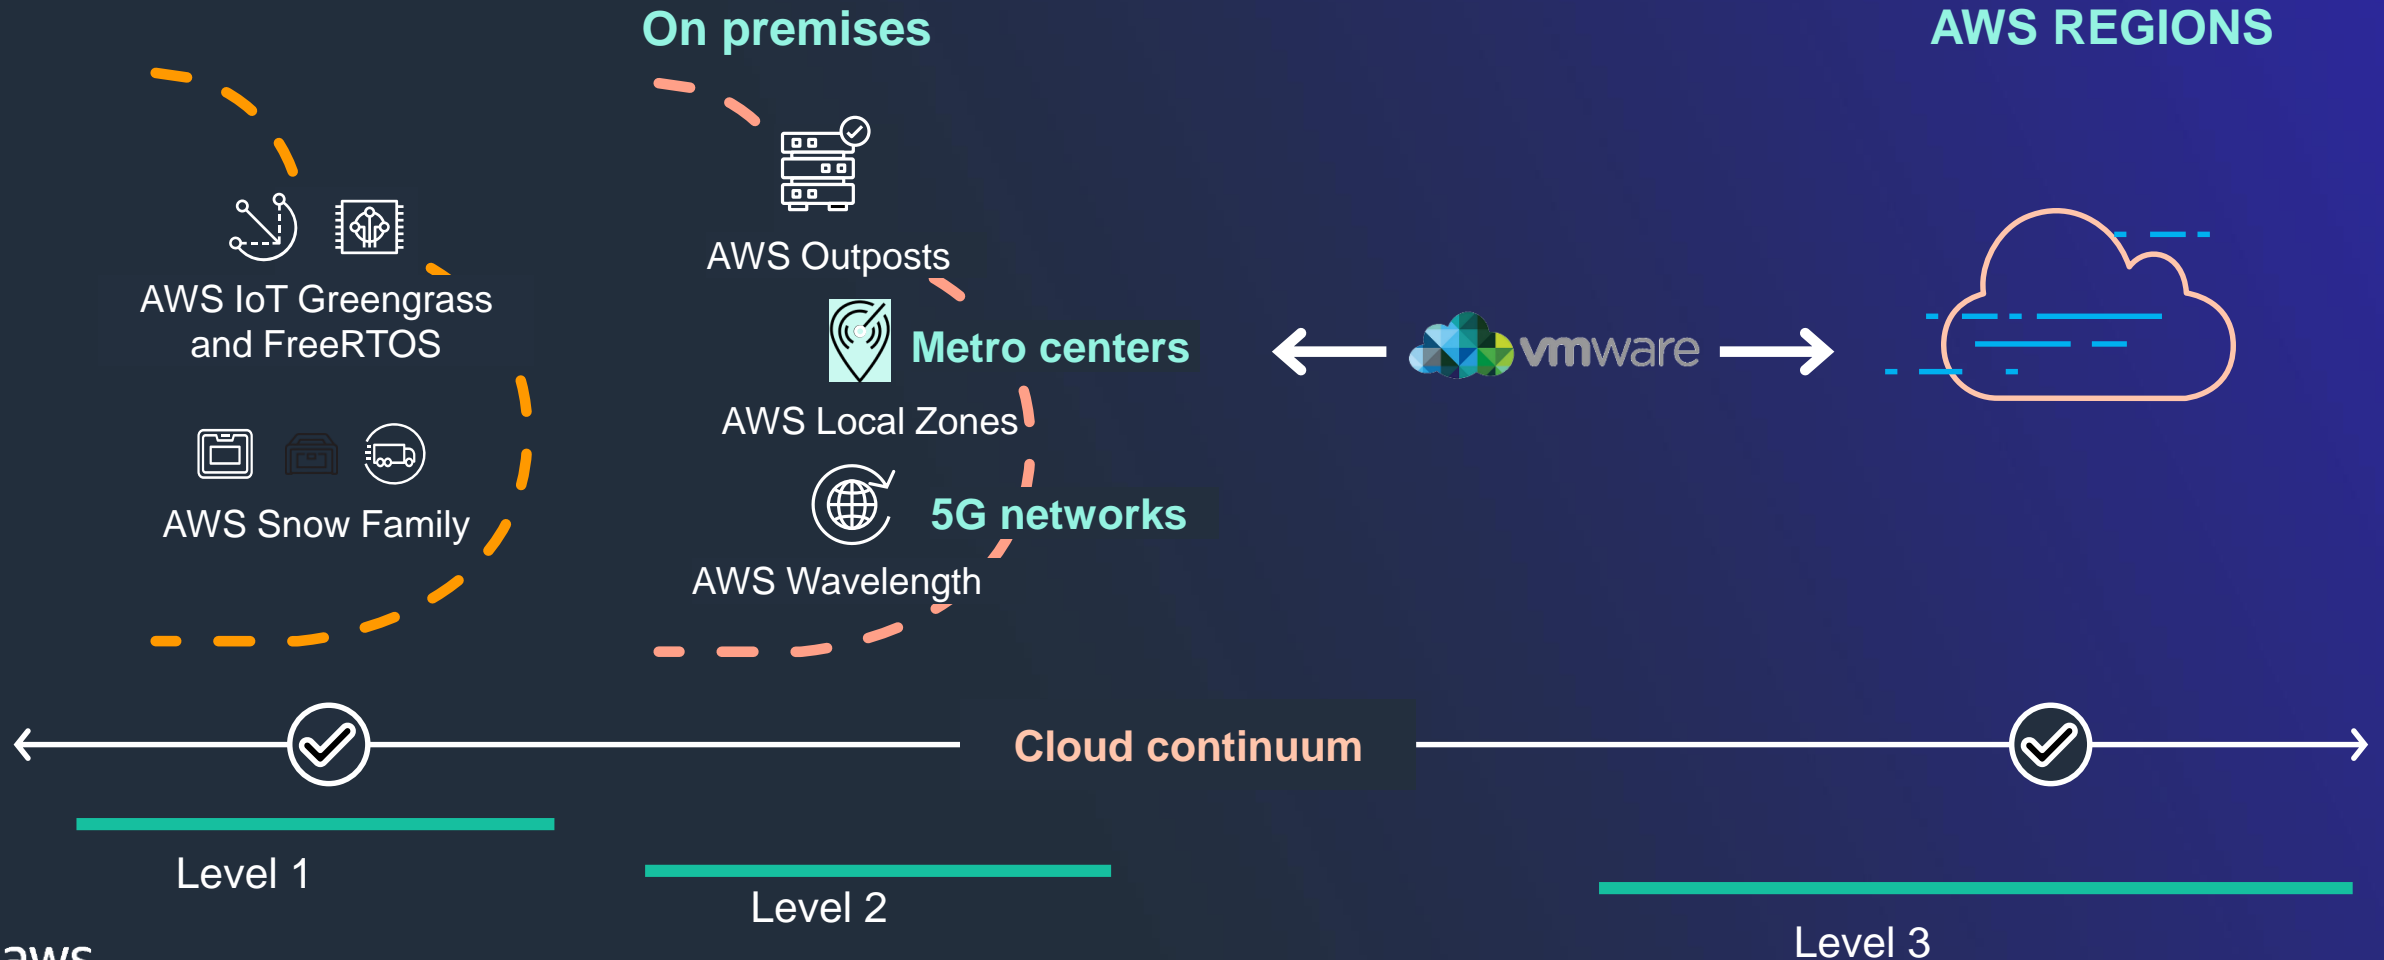 On premises
AWS REGIONS
AWS Outposts
AWS IoT Greengrass
and FreeRTOS
Metro centers
vmware
AWS Local Zones
AWS Snow Family
5G networks
AWS Wavelength
Cloud continuum
Level 1
Level 2
Level 3
aws